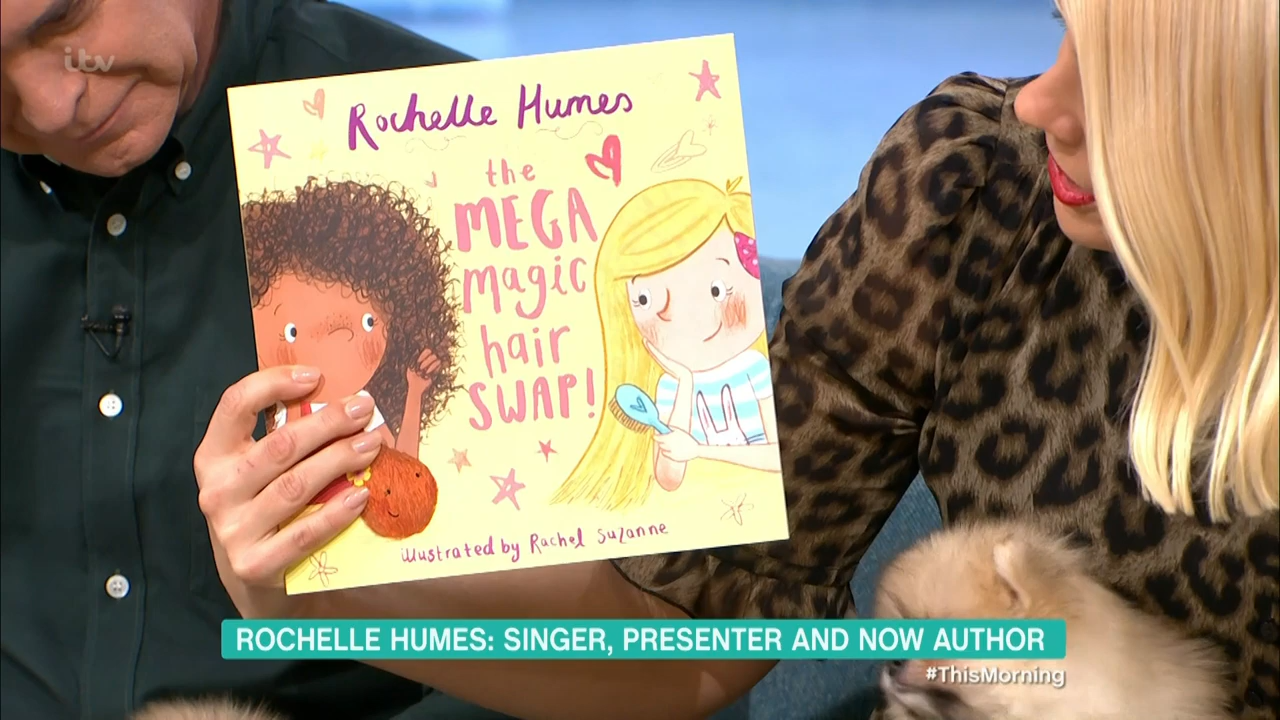 itv
Rochelle Humes
the
MEGA
magic
hair
SWAP!
illustrated by Rachel Suzanne
ROCHELLE HUMES: SINGER, PRESENTER AND NOW AUTHOR
#ThisMorning